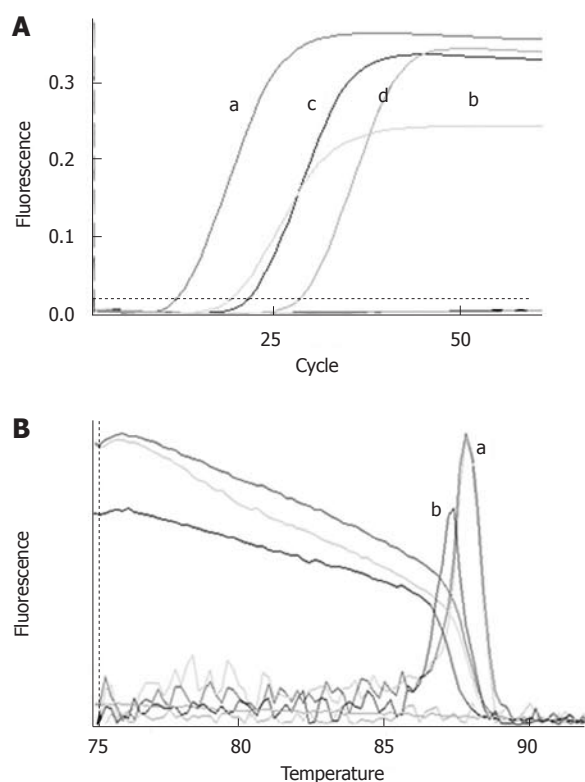 A
Fluorescence
0.3
0.2
0.1
0.0
a
c
d
b
25
50
Cycle
B
Fluorescence
a
b
75
80
85
90
Temperature